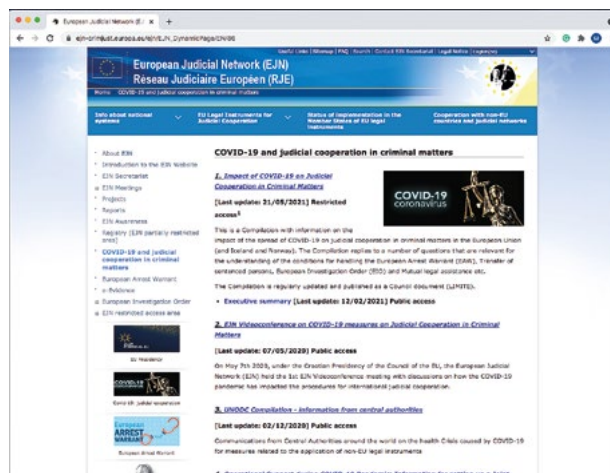 European Judicial Network (E
ejn-crimjust.europa.eu/ejn/EJN_DynamicPage/EN/86
Useful Links | Sitemap | FAQ | Search | Contact EJN Secretariat | Legal Notice |
European Judicial Network (EJN)
Réseau Judiciaire Européen (RJE)
Home COVID-19 and judicial cooperation in criminal matters
Info about national
systems
EU Legal Instruments for
Judicial Cooperation
Status of implementation in the
Member States of EU legal
instruments
Cooperation with non-EU
countries and judicial networks
About EJN
Introduction to the EJN Website
EJN Secretariat
EJN Meetings
Projects
Reports
EJN Awareness
Registry (EJN partially restricted
area)
COVID-19 and judicial
cooperation in criminal
matters
European Arrest Warrant
e-Evidence
European Investigation Order
EJN restricted access area
EU Presidency
Covid-19: judicial cooperation
European
ARREST
WARRANT
European Arrest Warrant
COVID-19 and judicial cooperation in criminal matters
1. Impact of COVID-19 on Judicial
Cooperation in Criminal Matters
[Last update: 21/05/2021] Restricted
access
COVID-19
coronavirus
This is a Compilation with information on the
impact of the spread of COVID-19 on judicial cooperation in criminal matters in the European Union
(and Iceland and Norway). The Compilation replies to a number of questions that are relevant for
the understanding of the conditions for handling the European Arrest Warrant (EAW), Transfer of
sentenced persons, European Investigation Order (EIO) and Mutual legal assistance etc.
The Compilation is regularly updated and published as a Council document (LIMITE).
Executive summary [Last update: 12/02/2021] Public access
2. EJN Videoconference on COVID-19 measures on Judicial Cooperation in Criminal
Matters
[Last update: 07/05/2020] Public access
On May 7th 2020, under the Croatian Presidency of the Council of the EU, the European Judicial
Network (EJN) held the 1st EJN Videoconference meeting with discussions on how the COVID-19
pandemic has impacted the procedures for international judicial cooperation.
3. UNODC Compilation - information from central authorities
[Last update: 02/12/2020] Public access
Communications from Central Authorities around the world on the health Crisis caused by COVID-19
for measures related to the application of non-EU legal instruments